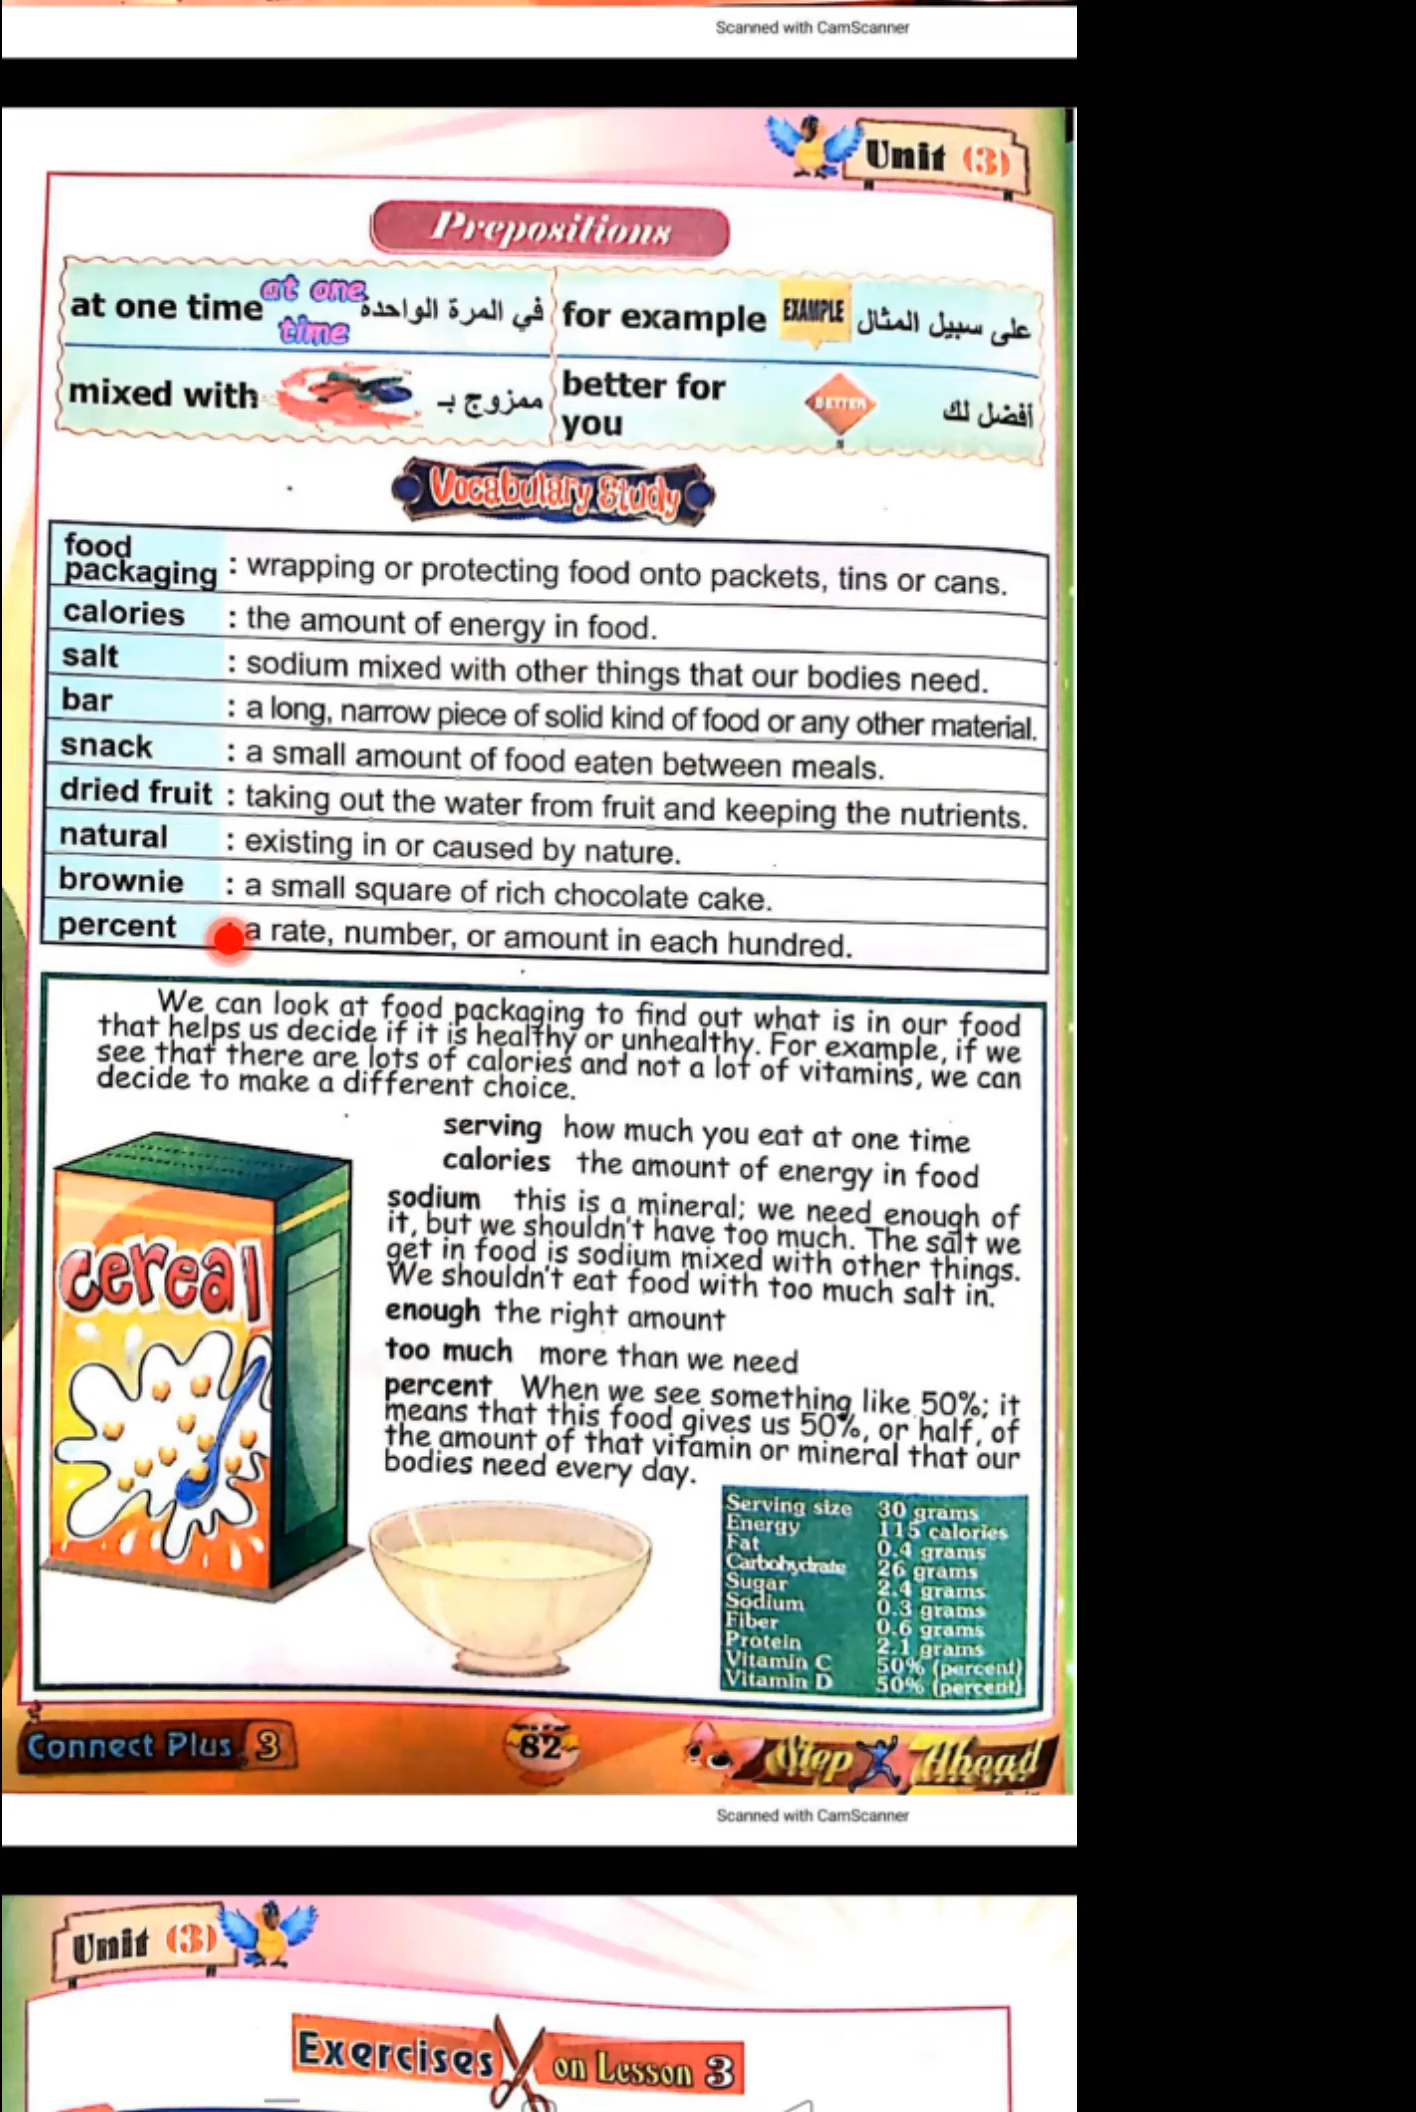 Scanned with CamScanner
Unit (3)
Prepositions
at one time at one time في المرة الواحدة
for example EXAMPLE على سبيل المثال
mixed with ممزوج بـ
better for you BETTER أفضل لك
Vocabulary Study
food packaging : wrapping or protecting food onto packets, tins or cans.
calories : the amount of energy in food.
salt : sodium mixed with other things that our bodies need.
bar : a long, narrow piece of solid kind of food or any other material.
snack : a small amount of food eaten between meals.
dried fruit : taking out the water from fruit and keeping the nutrients.
natural : existing in or caused by nature.
brownie : a small square of rich chocolate cake.
percent : a rate, number, or amount in each hundred.
We can look at food packaging to find out what is in our food
that helps us decide if it is healthy or unhealthy. For example, if we
see that there are lots of calories and not a lot of vitamins, we can
decide to make a different choice.
serving how much you eat at one time
calories the amount of energy in food
sodium this is a mineral; we need enough of
it, but we shouldn't have too much. The salt we
get in food is sodium mixed with other things.
We shouldn't eat food with too much salt in.
enough the right amount
too much more than we need
percent When we see something like 50%; it
means that this food gives us 50%, or half, of
the amount of that vitamin or mineral that our
bodies need every day.
cereal
Serving size 30 grams
Energy 115 calories
Fat 0.4 grams
Carbohydrate 26 grams
Sugar 2.4 grams
Sodium 0.3 grams
Fiber 0.6 grams
Protein 2.1 grams
Vitamin C 50% (percent)
Vitamin D 50% (percent)
Connect Plus 3
82
Step Ahead
Scanned with CamScanner
Unit (3)
Exercises on Lesson 3